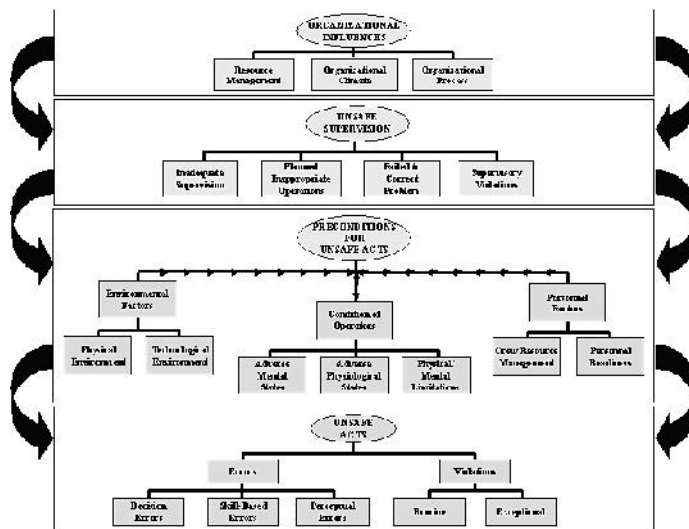 ORGANIZATIONAL
INFLUENCES
Resource
Management
Organizational
Climate
Organizational
Process
UNSAFE
SUPERVISION
Inadequate
Supervision
Planned
Inappropriate
Operations
Failed to
Correct
Problem
Supervisory
Violations
PRECONDITIONS
FOR
UNSAFE ACTS
Environmental
Factors
Condition of
Operators
Personnel
Factors
Physical
Environment
Technological
Environment
Adverse
Mental
States
Adverse
Physiological
States
Physical/
Mental
Limitations
Crew Resource
Management
Personnel
Readiness
UNSAFE
ACTS
Errors
Violations
Decision
Errors
Skill-Based
Errors
Perceptual
Errors
Routine
Exceptional